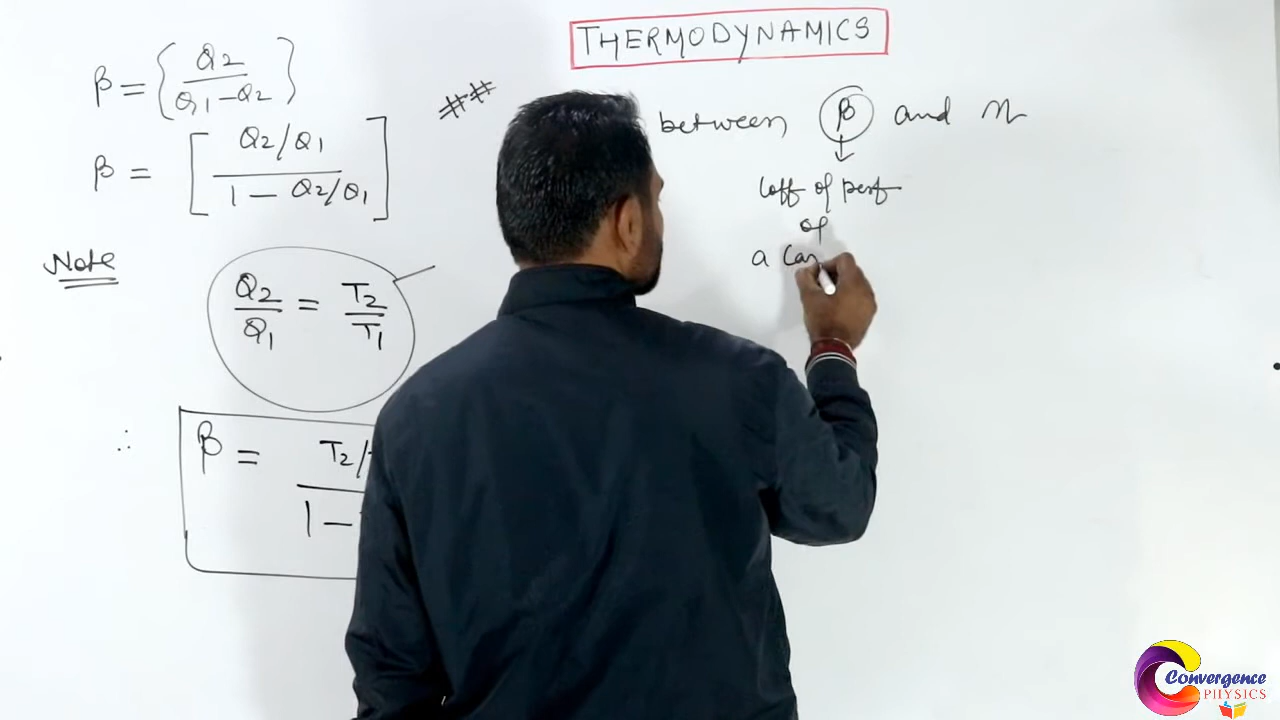 THERMODYNAMICS
β = { Q2 / Q1 - Q2 }
β = [ Q2/Q1 / 1 - Q2/Q1 ]
Note
Q2/Q1 = T2/T1
∴ β = T2/ / 1 -
## between β and η
Coff of perf
of
a Car
Convergence
PHYSICS